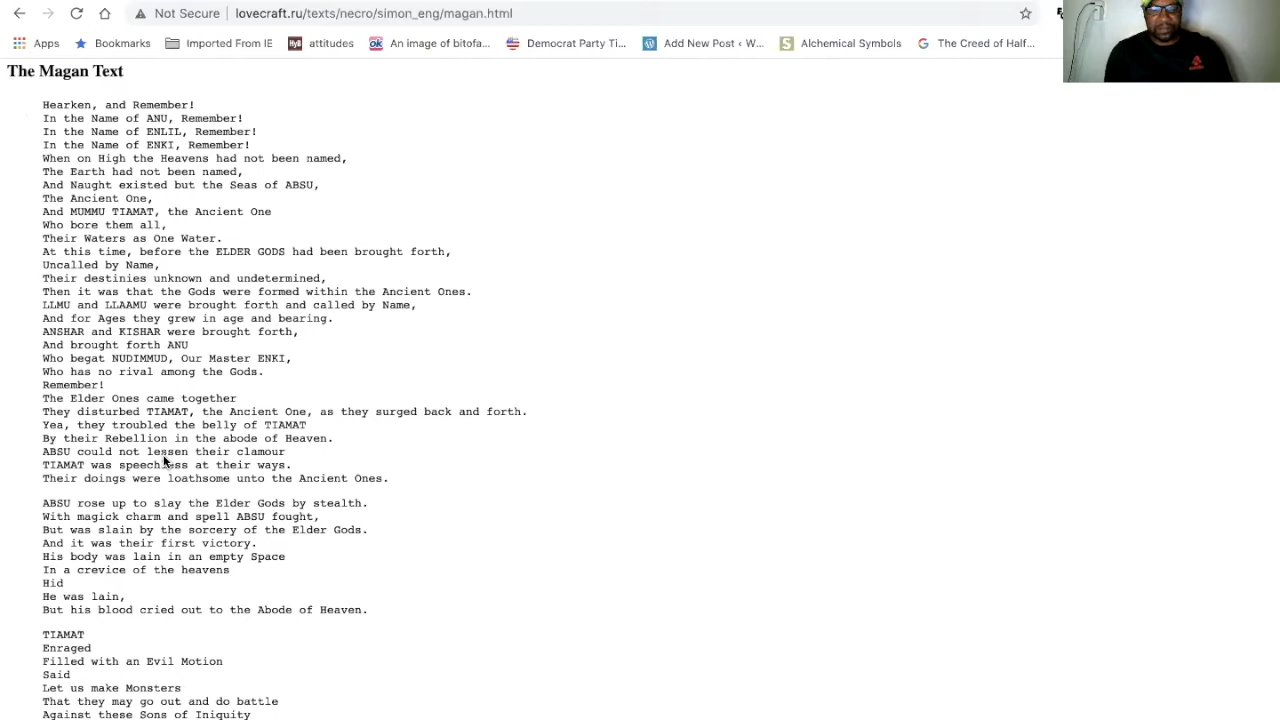 Not Secure | lovecraft.ru/texts/necro/simon_eng/magan.html
Apps Bookmarks Imported From IE HyB attitudes ok An image of bitofa... Democrat Party Ti... Add New Post ‹ W... S Alchemical Symbols G The Creed of Half...
The Magan Text
Hearken, and Remember!
In the Name of ANU, Remember!
In the Name of ENLIL, Remember!
In the Name of ENKI, Remember!
When on High the Heavens had not been named,
The Earth had not been named,
And Naught existed but the Seas of ABSU,
The Ancient One,
And MUMMU TIAMAT, the Ancient One
Who bore them all,
Their Waters as One Water.
At this time, before the ELDER GODS had been brought forth,
Uncalled by Name,
Their destinies unknown and undetermined,
Then it was that the Gods were formed within the Ancient Ones.
LLMU and LLAAMU were brought forth and called by Name,
And for Ages they grew in age and bearing.
ANSHAR and KISHAR were brought forth,
And brought forth ANU
Who begat NUDIMMUD, Our Master ENKI,
Who has no rival among the Gods.
Remember!
The Elder Ones came together
They disturbed TIAMAT, the Ancient One, as they surged back and forth.
Yea, they troubled the belly of TIAMAT
By their Rebellion in the abode of Heaven.
ABSU could not lessen their clamour
TIAMAT was speechless at their ways.
Their doings were loathsome unto the Ancient Ones.
ABSU rose up to slay the Elder Gods by stealth.
With magick charm and spell ABSU fought,
But was slain by the sorcery of the Elder Gods.
And it was their first victory.
His body was lain in an empty Space
In a crevice of the heavens
Hid
He was lain,
But his blood cried out to the Abode of Heaven.
TIAMAT
Enraged
Filled with an Evil Motion
Said
Let us make Monsters
That they may go out and do battle
Against these Sons of Iniquity